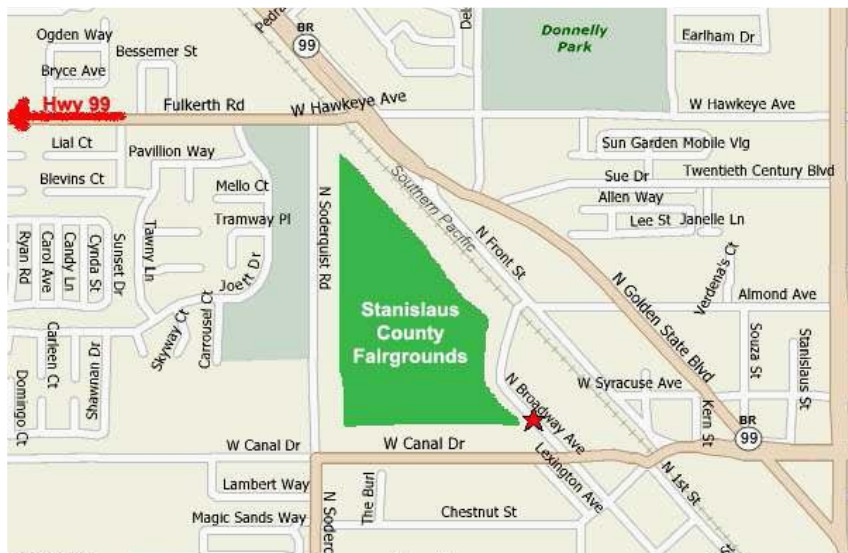 Ogden Way
Bessemer St
Bryce Ave
BR
99
Donnelly
Park
Earlham Dr
Hwy 99
Fulkerth Rd
W Hawkeye Ave
W Hawkeye Ave
Lial Ct
Pavillion Way
Blevins Ct
Mello Ct
Tramway Pl
Sun Garden Mobile Vlg
Sue Dr
Twentieth Century Blvd
Allen Way
Lee St
Janelle Ln
Southern Pacific
N Front St
N Soderquist Rd
Ryan Rd
Carol Ave
Candy Ln
Cynda St
Sunset Dr
Tawny Ln
Joett Dr
Skyway Ct
Carrousel Ct
Stanislaus
County
Fairgrounds
Verdena's Ct
Almond Ave
N Golden State Blvd
Souza St
Stanislaus St
Carleen Ct
Shawnan Dr
Domingo Ct
N Broadway Ave
W Syracuse Ave
Kern St
BR
99
W Canal Dr
W Canal Dr
Lexington Ave
N 1st St
Lambert Way
The Burl
Magic Sands Way
Chestnut St